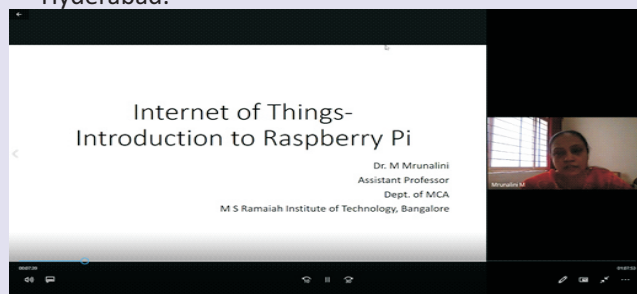 Hyderabad.
Internet of Things-
Introduction to Raspberry Pi
Dr. M Mrunalini
Assistant Professor
Dept. of MCA
M S Ramaiah Institute of Technology, Bangalore
Mrunalini M